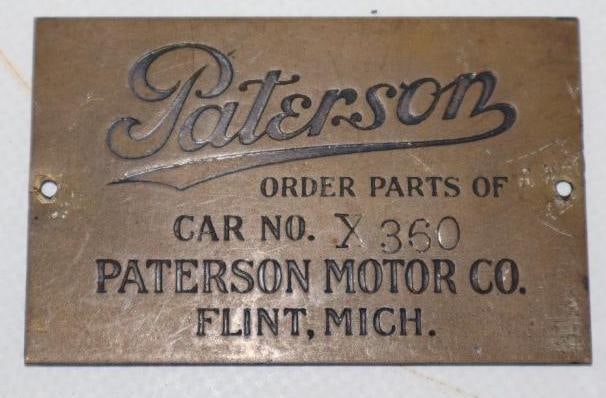 Paterson
ORDER PARTS OF
CAR NO. X 360
PATERSON MOTOR CO.
FLINT, MICH.